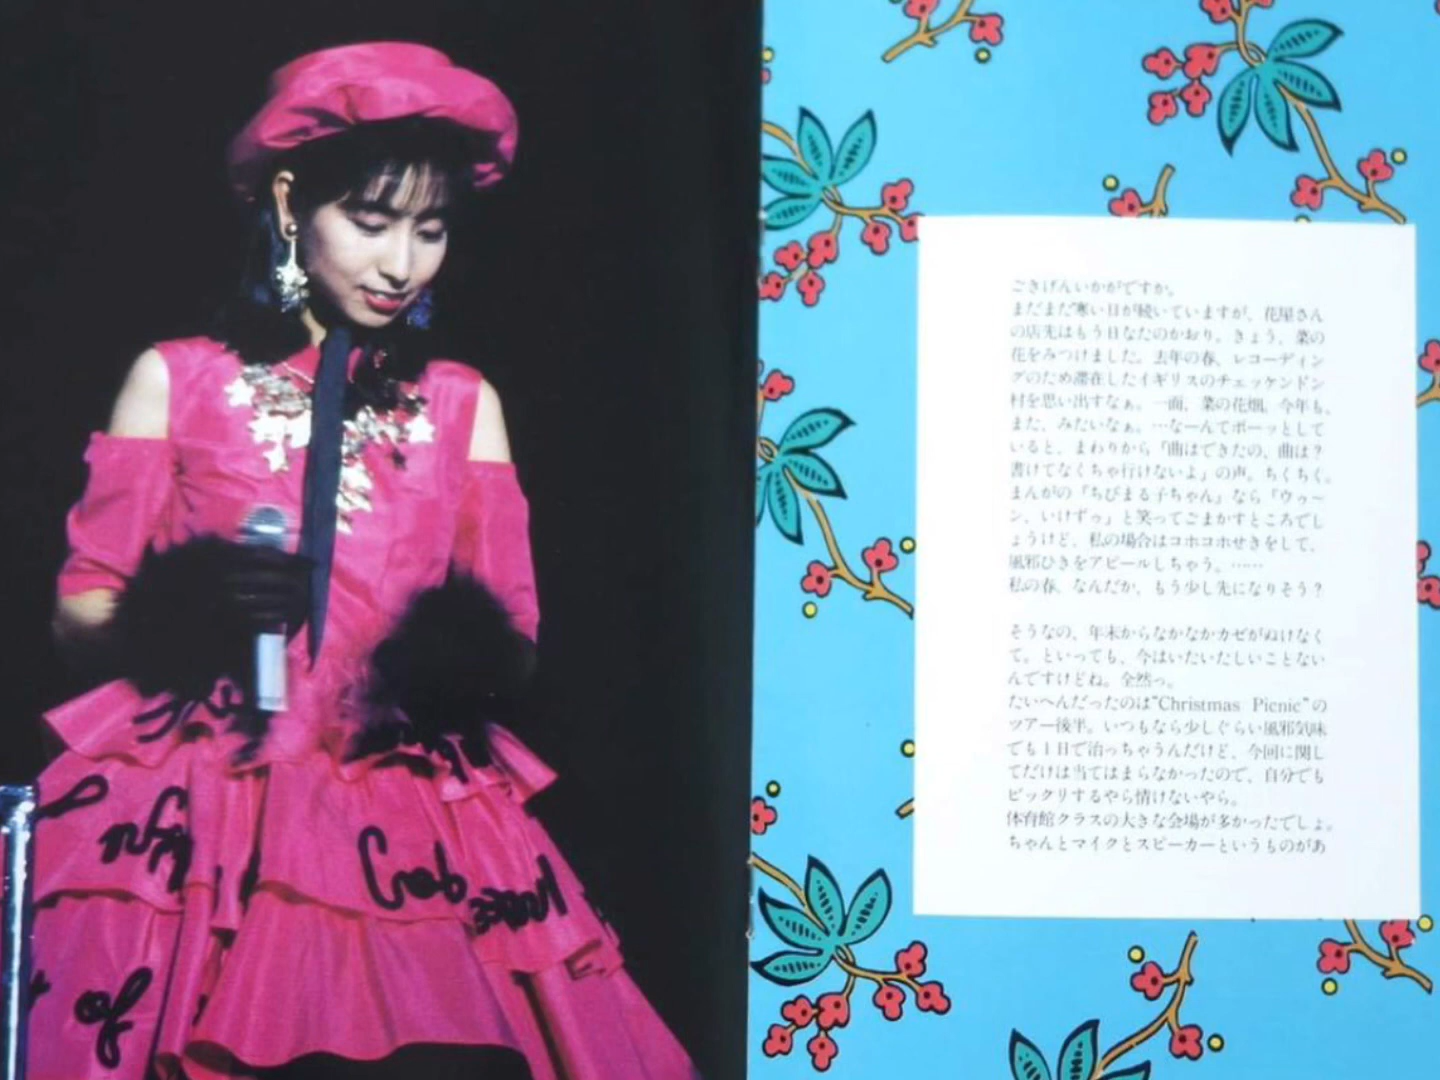 ごきげんいかがですか。
まだまだ寒い日が続いていますが、花屋さん
の店先はもう日なたのかおり。きょう、菜の
花をみつけました。去年の春、レコーディン
グのため滞在したイギリスのチェッケンドン
村を思い出すなぁ。一面、菜の花畑。今年も、
また、みたいなぁ。…なーんてボーッとして
いると、まわりから「曲はできたの、曲は？
書けてなくちゃ行けないよ」の声。ちくちく。
まんがの『ちびまる子ちゃん』なら「ウゥ〜
ン、いけずゥ」と笑ってごまかすところでし
ょうけど、私の場合はコホコホせきをして、
風邪ひきをアピールしちゃう。……
私の春、なんだか、もう少し先になりそう？
そうなの、年末からなかなかカゼがぬけなく
て。といっても、今はいたいたしいことない
んですけどね。全然っ。
たいへんだったのは“Christmas Picnic”の
ツアー後半。いつもなら少しぐらい風邪気味
でも1日で治っちゃうんだけど、今回に関し
てだけは当てはまらなかったので、自分でも
ビックリするやら情けないやら。
体育館クラスの大きな会場が多かったでしょ。
ちゃんとマイクとスピーカーというものがあ
of